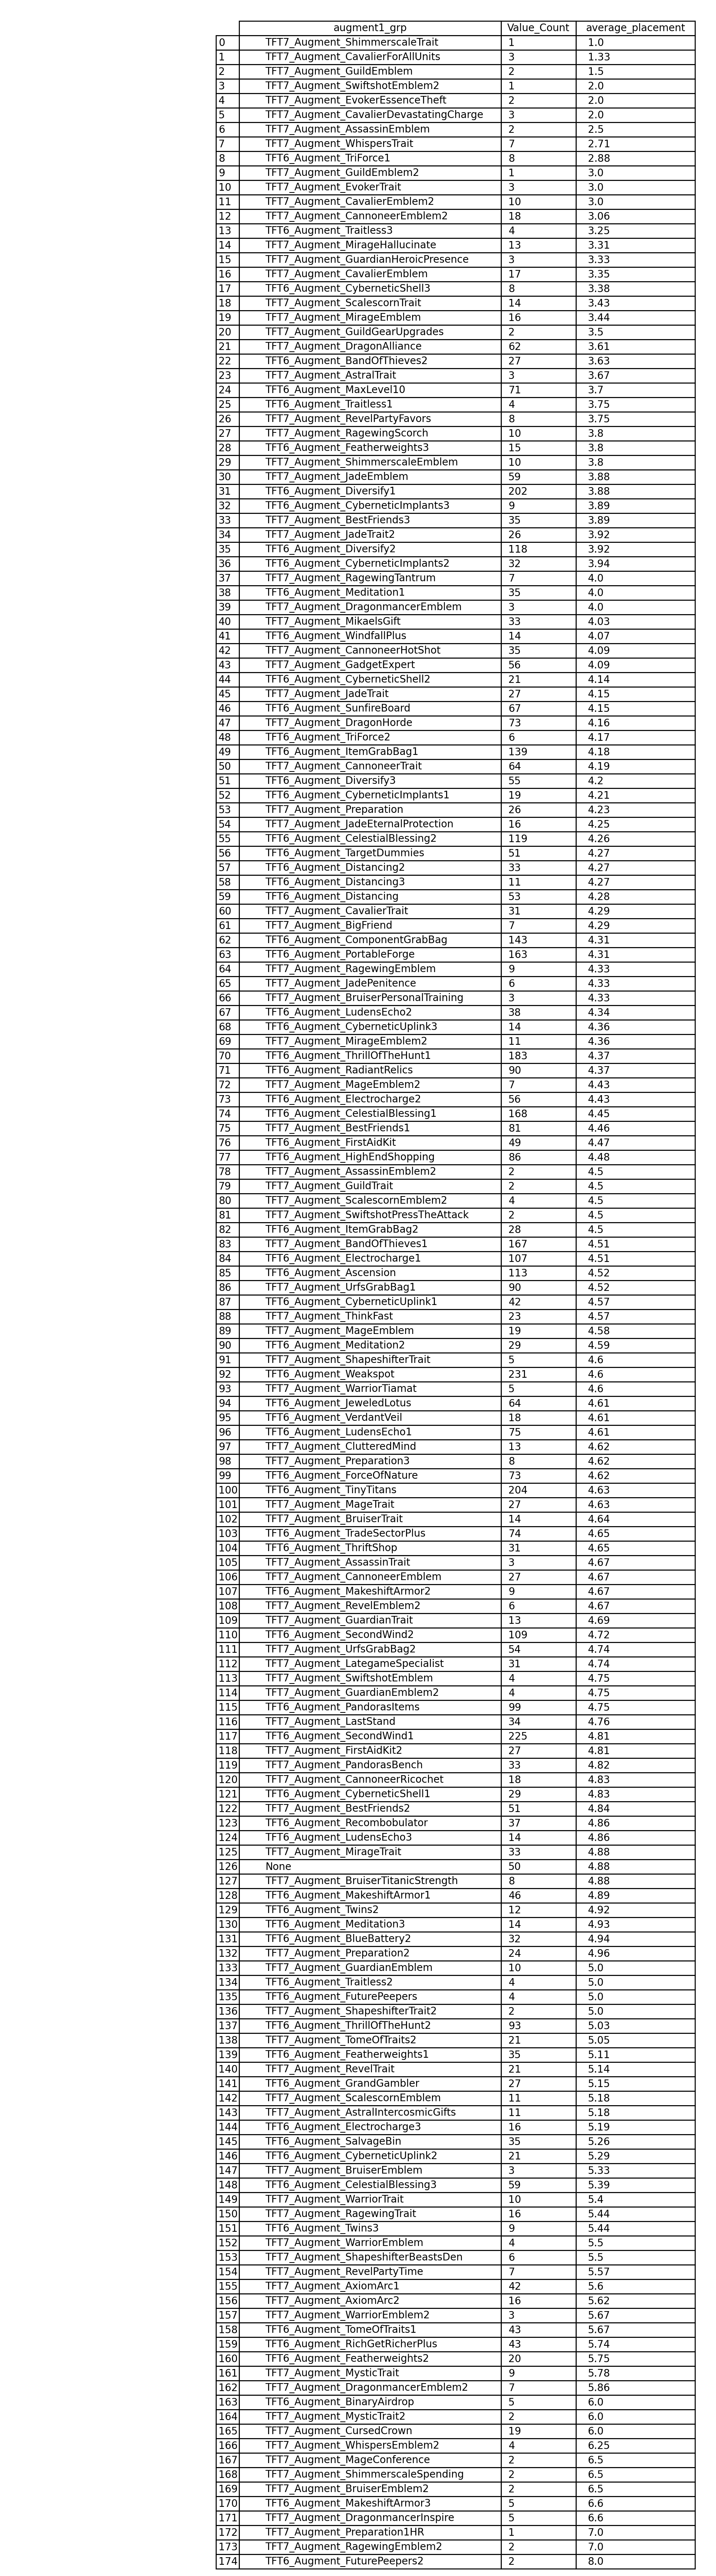 augment1_grp Value_Count average_placement
0 TFT7_Augment_ShimmerscaleTrait 1 1.0
1 TFT7_Augment_CavalierForAllUnits 3 1.33
2 TFT7_Augment_GuildEmblem 2 1.5
3 TFT7_Augment_SwiftshotEmblem2 1 2.0
4 TFT7_Augment_EvokerEssenceTheft 2 2.0
5 TFT7_Augment_CavalierDevastatingCharge 3 2.0
6 TFT7_Augment_AssassinEmblem 2 2.5
7 TFT7_Augment_WhispersTrait 7 2.71
8 TFT6_Augment_TriForce1 8 2.88
9 TFT7_Augment_GuildEmblem2 1 3.0
10 TFT7_Augment_EvokerTrait 3 3.0
11 TFT7_Augment_CavalierEmblem2 10 3.0
12 TFT7_Augment_CannoneerEmblem2 18 3.06
13 TFT6_Augment_Traitless3 4 3.25
14 TFT7_Augment_MirageHallucinate 13 3.31
15 TFT7_Augment_GuardianHeroicPresence 3 3.33
16 TFT7_Augment_CavalierEmblem 17 3.35
17 TFT6_Augment_CyberneticShell3 8 3.38
18 TFT7_Augment_ScalescornTrait 14 3.43
19 TFT7_Augment_MirageEmblem 16 3.44
20 TFT7_Augment_GuildGearUpgrades 2 3.5
21 TFT7_Augment_DragonAlliance 62 3.61
22 TFT6_Augment_BandOfThieves2 27 3.63
23 TFT7_Augment_AstralTrait 3 3.67
24 TFT6_Augment_MaxLevel10 71 3.7
25 TFT6_Augment_Traitless1 4 3.75
26 TFT7_Augment_RevelPartyFavors 8 3.75
27 TFT7_Augment_RagewingScorch 10 3.8
28 TFT6_Augment_Featherweights3 15 3.8
29 TFT7_Augment_ShimmerscaleEmblem 10 3.8
30 TFT7_Augment_JadeEmblem 59 3.88
31 TFT6_Augment_Diversify1 202 3.88
32 TFT6_Augment_CyberneticImplants3 9 3.89
33 TFT7_Augment_BestFriends3 35 3.89
34 TFT7_Augment_JadeTrait2 26 3.92
35 TFT6_Augment_Diversify2 118 3.92
36 TFT6_Augment_CyberneticImplants2 32 3.94
37 TFT7_Augment_RagewingTantrum 7 4.0
38 TFT6_Augment_Meditation1 35 4.0
39 TFT7_Augment_DragonmancerEmblem 3 4.0
40 TFT7_Augment_MikaelsGift 33 4.03
41 TFT6_Augment_WindfallPlus 14 4.07
42 TFT7_Augment_CannoneerHotShot 35 4.09
43 TFT7_Augment_GadgetExpert 56 4.09
44 TFT6_Augment_CyberneticShell2 21 4.14
45 TFT7_Augment_JadeTrait 27 4.15
46 TFT6_Augment_SunfireBoard 67 4.15
47 TFT7_Augment_DragonHorde 73 4.16
48 TFT6_Augment_TriForce2 6 4.17
49 TFT6_Augment_ItemGrabBag1 139 4.18
50 TFT7_Augment_CannoneerTrait 64 4.19
51 TFT6_Augment_Diversify3 55 4.2
52 TFT6_Augment_CyberneticImplants1 19 4.21
53 TFT7_Augment_Preparation 26 4.23
54 TFT7_Augment_JadeEternalProtection 16 4.25
55 TFT6_Augment_CelestialBlessing2 119 4.26
56 TFT6_Augment_TargetDummies 51 4.27
57 TFT6_Augment_Distancing2 33 4.27
58 TFT6_Augment_Distancing3 11 4.27
59 TFT6_Augment_Distancing 53 4.28
60 TFT7_Augment_CavalierTrait 31 4.29
61 TFT7_Augment_BigFriend 7 4.29
62 TFT6_Augment_ComponentGrabBag 143 4.31
63 TFT6_Augment_PortableForge 163 4.31
64 TFT7_Augment_RagewingEmblem 9 4.33
65 TFT7_Augment_JadePenitence 6 4.33
66 TFT7_Augment_BruiserPersonalTraining 3 4.33
67 TFT6_Augment_LudensEcho2 38 4.34
68 TFT6_Augment_CyberneticUplink3 14 4.36
69 TFT7_Augment_MirageEmblem2 11 4.36
70 TFT6_Augment_ThrillOfTheHunt1 183 4.37
71 TFT6_Augment_RadiantRelics 90 4.37
72 TFT7_Augment_MageEmblem2 7 4.43
73 TFT6_Augment_Electrocharge2 56 4.43
74 TFT6_Augment_CelestialBlessing1 168 4.45
75 TFT7_Augment_BestFriends1 81 4.46
76 TFT6_Augment_FirstAidKit 49 4.47
77 TFT6_Augment_HighEndShopping 86 4.48
78 TFT7_Augment_AssassinEmblem2 2 4.5
79 TFT7_Augment_GuildTrait 2 4.5
80 TFT7_Augment_ScalescornEmblem2 4 4.5
81 TFT7_Augment_SwiftshotPressTheAttack 2 4.5
82 TFT6_Augment_ItemGrabBag2 28 4.5
83 TFT7_Augment_BandOfThieves1 167 4.51
84 TFT6_Augment_Electrocharge1 107 4.51
85 TFT6_Augment_Ascension 113 4.52
86 TFT7_Augment_UrfsGrabBag1 90 4.52
87 TFT6_Augment_CyberneticUplink1 42 4.57
88 TFT7_Augment_ThinkFast 23 4.57
89 TFT7_Augment_MageEmblem 19 4.58
90 TFT6_Augment_Meditation2 29 4.59
91 TFT7_Augment_ShapeshifterTrait 5 4.6
92 TFT6_Augment_Weakspot 231 4.6
93 TFT7_Augment_WarriorTiamat 5 4.6
94 TFT6_Augment_JeweledLotus 64 4.61
95 TFT6_Augment_VerdantVeil 18 4.61
96 TFT6_Augment_LudensEcho1 75 4.61
97 TFT7_Augment_ClutteredMind 13 4.62
98 TFT7_Augment_Preparation3 8 4.62
99 TFT6_Augment_ForceOfNature 73 4.62
100 TFT6_Augment_TinyTitans 204 4.63
101 TFT7_Augment_MageTrait 27 4.63
102 TFT7_Augment_BruiserTrait 14 4.64
103 TFT6_Augment_TradeSectorPlus 74 4.65
104 TFT6_Augment_ThriftShop 31 4.65
105 TFT7_Augment_AssassinTrait 3 4.67
106 TFT7_Augment_CannoneerEmblem 27 4.67
107 TFT6_Augment_MakeshiftArmor2 9 4.67
108 TFT7_Augment_RevelEmblem2 6 4.67
109 TFT7_Augment_GuardianTrait 13 4.69
110 TFT6_Augment_SecondWind2 109 4.72
111 TFT7_Augment_UrfsGrabBag2 54 4.74
112 TFT7_Augment_LategameSpecialist 31 4.74
113 TFT7_Augment_SwiftshotEmblem 4 4.75
114 TFT7_Augment_GuardianEmblem2 4 4.75
115 TFT6_Augment_PandorasItems 99 4.75
116 TFT7_Augment_LastStand 34 4.76
117 TFT6_Augment_SecondWind1 225 4.81
118 TFT7_Augment_FirstAidKit2 27 4.81
119 TFT7_Augment_PandorasBench 33 4.82
120 TFT7_Augment_CannoneerRicochet 18 4.83
121 TFT6_Augment_CyberneticShell1 29 4.83
122 TFT7_Augment_BestFriends2 51 4.84
123 TFT6_Augment_Recombobulator 37 4.86
124 TFT6_Augment_LudensEcho3 14 4.86
125 TFT7_Augment_MirageTrait 33 4.88
126 None 50 4.88
127 TFT7_Augment_BruiserTitanicStrength 8 4.88
128 TFT6_Augment_MakeshiftArmor1 46 4.89
129 TFT6_Augment_Twins2 12 4.92
130 TFT6_Augment_Meditation3 14 4.93
131 TFT6_Augment_BlueBattery2 32 4.94
132 TFT7_Augment_Preparation2 24 4.96
133 TFT7_Augment_GuardianEmblem 10 5.0
134 TFT6_Augment_Traitless2 4 5.0
135 TFT6_Augment_FuturePeepers 4 5.0
136 TFT7_Augment_ShapeshifterTrait2 2 5.0
137 TFT6_Augment_ThrillOfTheHunt2 93 5.03
138 TFT7_Augment_TomeOfTraits2 21 5.05
139 TFT6_Augment_Featherweights1 35 5.11
140 TFT7_Augment_RevelTrait 21 5.14
141 TFT6_Augment_GrandGambler 27 5.15
142 TFT7_Augment_ScalescornEmblem 11 5.18
143 TFT7_Augment_AstralIntercosmicGifts 11 5.18
144 TFT6_Augment_Electrocharge3 16 5.19
145 TFT6_Augment_SalvageBin 35 5.26
146 TFT6_Augment_CyberneticUplink2 21 5.29
147 TFT7_Augment_BruiserEmblem 3 5.33
148 TFT6_Augment_CelestialBlessing3 59 5.39
149 TFT7_Augment_WarriorTrait 10 5.4
150 TFT7_Augment_RagewingTrait 16 5.44
151 TFT6_Augment_Twins3 9 5.44
152 TFT7_Augment_WarriorEmblem 4 5.5
153 TFT7_Augment_ShapeshifterBeastsDen 6 5.5
154 TFT7_Augment_RevelPartyTime 7 5.57
155 TFT7_Augment_AxiomArc1 42 5.6
156 TFT7_Augment_AxiomArc2 16 5.62
157 TFT7_Augment_WarriorEmblem2 3 5.67
158 TFT6_Augment_TomeOfTraits1 43 5.67
159 TFT6_Augment_RichGetRicherPlus 43 5.74
160 TFT6_Augment_Featherweights2 20 5.75
161 TFT7_Augment_MysticTrait 9 5.78
162 TFT7_Augment_DragonmancerEmblem2 7 5.86
163 TFT6_Augment_BinaryAirdrop 5 6.0
164 TFT7_Augment_MysticTrait2 2 6.0
165 TFT7_Augment_CursedCrown 19 6.0
166 TFT7_Augment_WhispersEmblem2 4 6.25
167 TFT7_Augment_MageConference 2 6.5
168 TFT7_Augment_ShimmerscaleSpending 2 6.5
169 TFT7_Augment_BruiserEmblem2 2 6.5
170 TFT6_Augment_MakeshiftArmor3 5 6.6
171 TFT7_Augment_DragonmancerInspire 5 6.6
172 TFT7_Augment_Preparation1HR 1 7.0
173 TFT7_Augment_RagewingEmblem2 2 7.0
174 TFT6_Augment_FuturePeepers2 2 8.0